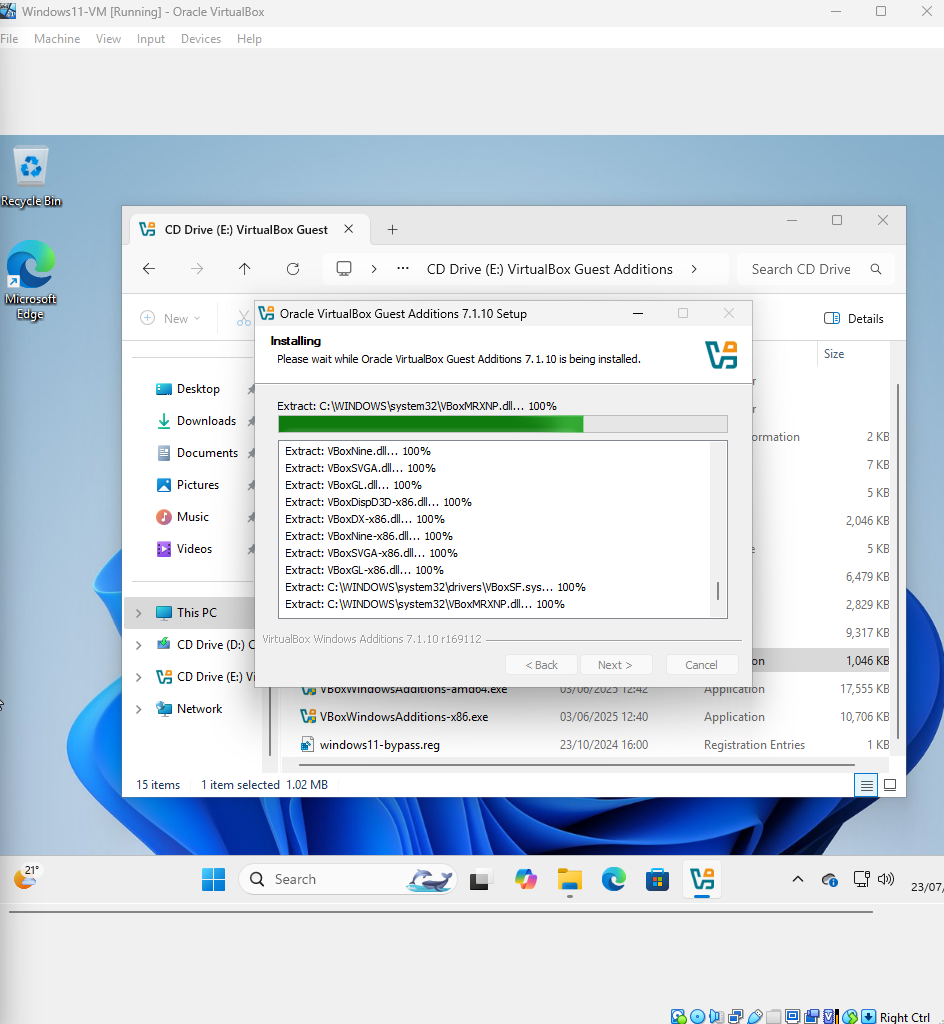 Windows11-VM [Running] - Oracle VirtualBox
File Machine View Input Devices Help
Recycle Bin
Microsoft
Edge
CD Drive (E:) VirtualBox Guest
CD Drive (E:) VirtualBox Guest Additions
Search CD Drive
New
Details
Oracle VirtualBox Guest Additions 7.1.10 Setup
Installing
Please wait while Oracle VirtualBox Guest Additions 7.1.10 is being installed.
Extract: C:\WINDOWS\system32\VBoxMRXNP.dll... 100%
Extract: VBoxNine.dll... 100%
Extract: VBoxSVGA.dll... 100%
Extract: VBoxGL.dll... 100%
Extract: VBoxDispD3D-x86.dll... 100%
Extract: VBoxDX-x86.dll... 100%
Extract: VBoxNine-x86.dll... 100%
Extract: VBoxSVGA-x86.dll... 100%
Extract: VBoxGL-x86.dll... 100%
Extract: C:\WINDOWS\system32\drivers\VBoxSF.sys... 100%
Extract: C:\WINDOWS\system32\VBoxMRXNP.dll... 100%
VirtualBox Windows Additions 7.1.10 r169112
< Back
Next >
Cancel
Desktop
Downloads
Documents
Pictures
Music
Videos
This PC
CD Drive (D:) C
CD Drive (E:) Vi
Network
Size
r
r
ormation 2 KB
7 KB
5 KB
2,046 KB
e 5 KB
6,479 KB
2,829 KB
9,317 KB
on 1,046 KB
VBoxWindowsAdditions-amd64.exe 03/06/2025 12:42 Application 17,555 KB
VBoxWindowsAdditions-x86.exe 03/06/2025 12:40 Application 10,706 KB
windows11-bypass.reg 23/10/2024 16:00 Registration Entries 1 KB
15 items 1 item selected 1.02 MB
21°
Search
23/07/
Right Ctrl